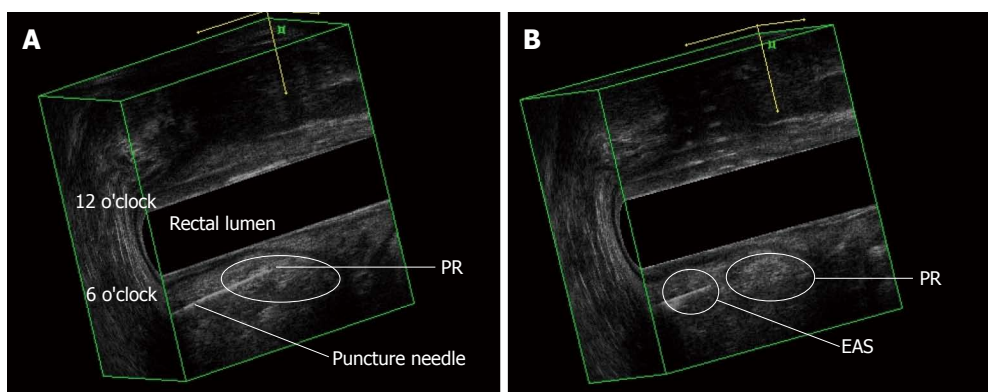 A
12 o'clock
Rectal lumen
6 o'clock
PR
Puncture needle
B
PR
EAS